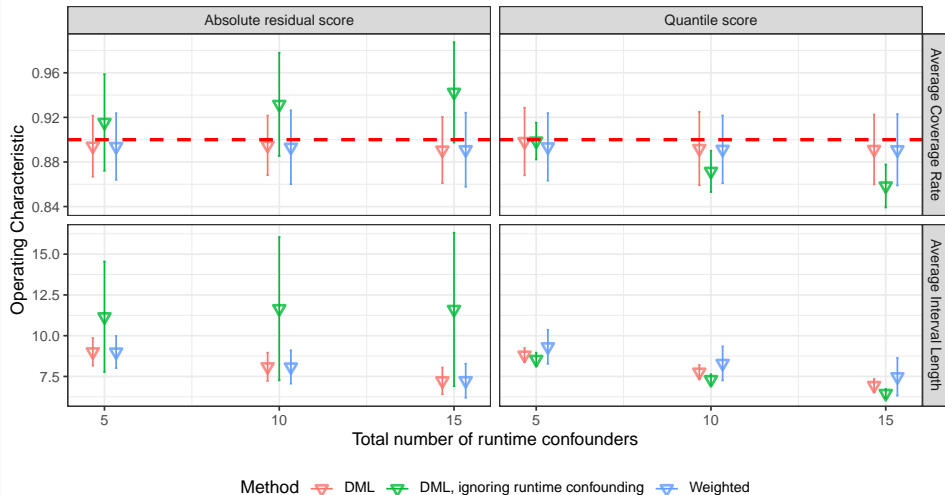 Absolute residual score
Quantile score
Operating Characteristic
0.96
0.92
0.88
0.84
Average Coverage Rate
15.0
12.5
10.0
7.5
Average Interval Length
5
10
15
5
10
15
Total number of runtime confounders
Method DML DML, ignoring runtime confounding Weighted